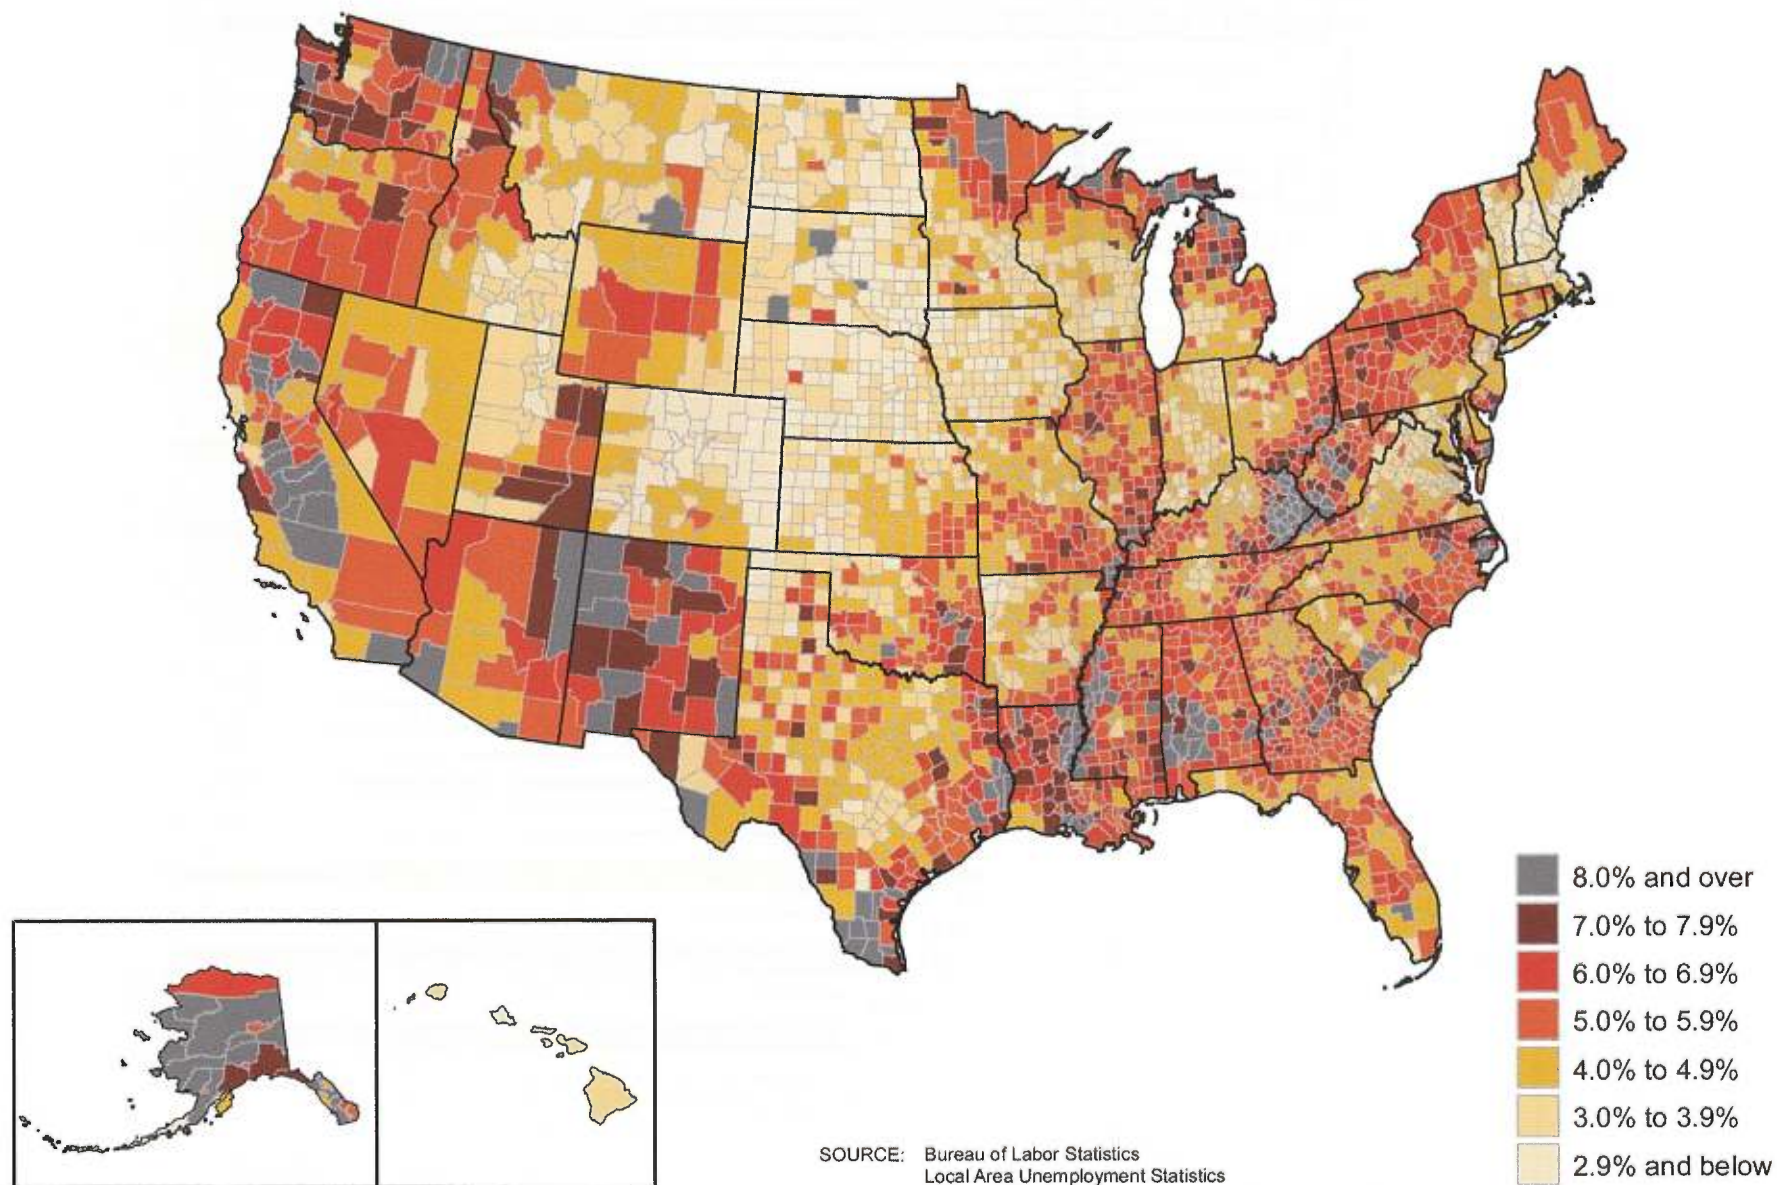 8.0% and over
7.0% to 7.9%
6.0% to 6.9%
5.0% to 5.9%
4.0% to 4.9%
3.0% to 3.9%
2.9% and below
SOURCE: Bureau of Labor Statistics
Local Area Unemployment Statistics